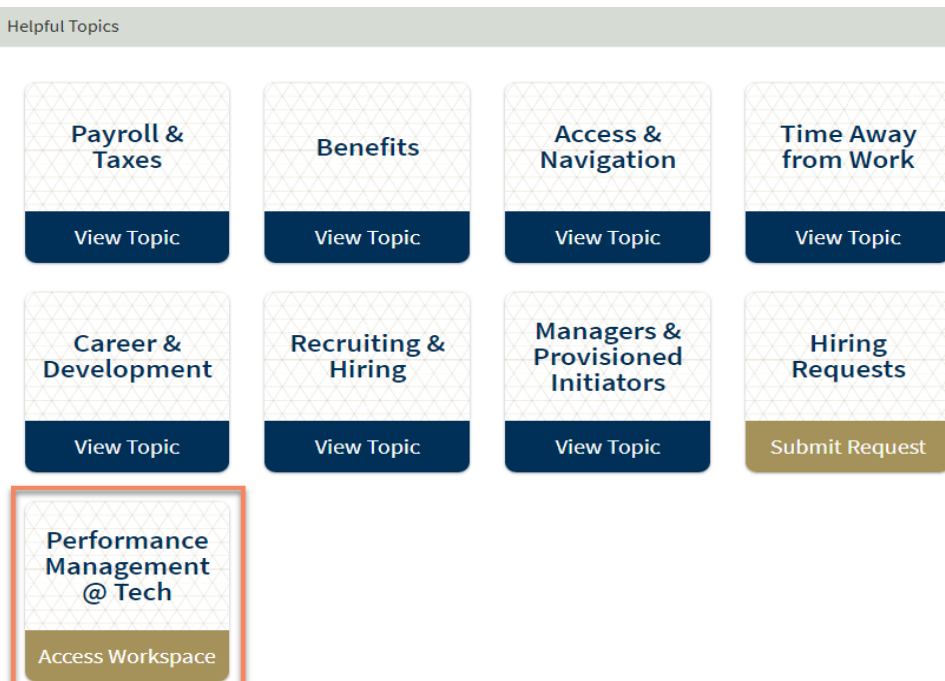 Helpful Topics
Payroll &
Taxes
View Topic
Benefits
View Topic
Access &
Navigation
View Topic
Time Away
from Work
View Topic
Career &
Development
View Topic
Recruiting &
Hiring
View Topic
Managers &
Provisioned
Initiators
View Topic
Hiring
Requests
Submit Request
Performance
Management
@ Tech
Access Workspace